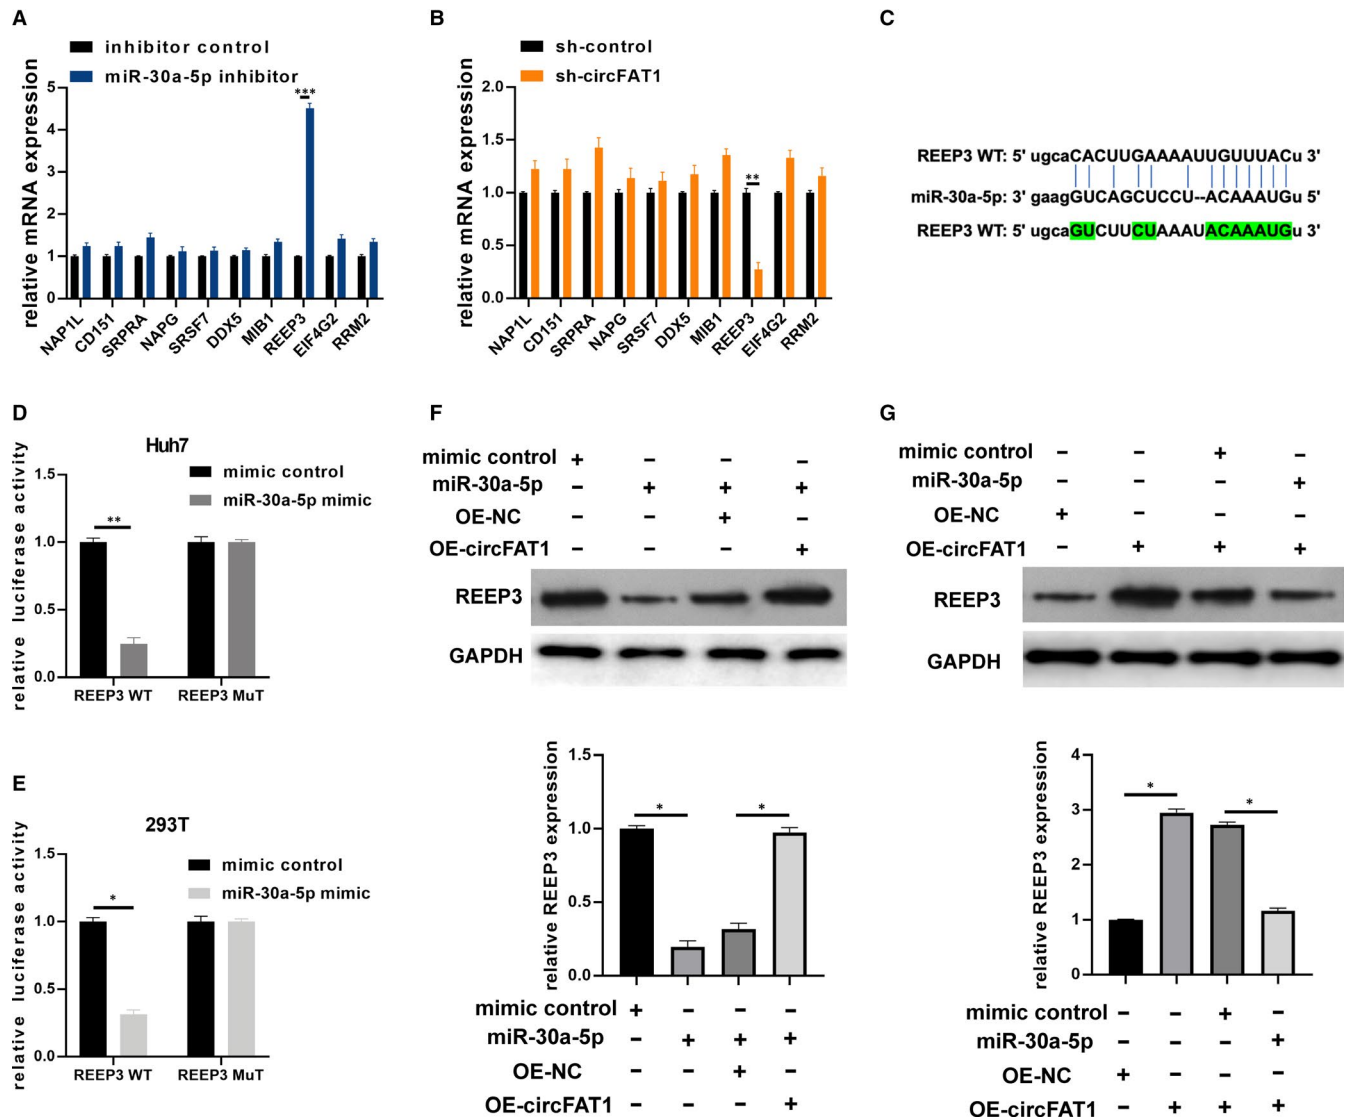 A
inhibitor control
miR-30a-5p inhibitor
relative mRNA expression
5
4
3
2
1
0
***
NAP1L
CD151
SRPRA
NAPG
SRSF7
DDX5
MIB1
REEP3
EIF4G2
RRM2
B
sh-control
sh-circFAT1
relative mRNA expression
2.0
1.5
1.0
0.5
0.0
**
NAP1L
CD151
SRPRA
NAPG
SRSF7
DDX5
MIB1
REEP3
EIF4G2
RRM2
C
REEP3 WT: 5' ugcaCACUUGAAAAUUGUUUACu 3'
miR-30a-5p: 3' gaagGUCAGCUCCU--ACAAAUGu 5'
REEP3 WT: 5' ugcaGUCUUCUAAAUACAAAUGu 3'
D
Huh7
mimic control
miR-30a-5p mimic
relative luciferase activity
1.5
1.0
0.5
0.0
**
REEP3 WT
REEP3 MuT
E
293T
mimic control
miR-30a-5p mimic
relative luciferase activity
1.5
1.0
0.5
0.0
*
REEP3 WT
REEP3 MuT
F
mimic control + − − −
miR-30a-5p − + + +
OE-NC − − + −
OE-circFAT1 − − − +
REEP3
GAPDH
relative REEP3 expression
1.5
1.0
0.5
0.0
* *
mimic control + − − −
miR-30a-5p − + + +
OE-NC − − + −
OE-circFAT1 − − − +
G
mimic control − − + −
miR-30a-5p − − − +
OE-NC + − − −
OE-circFAT1 − + + +
REEP3
GAPDH
relative REEP3 expression
4
3
2
1
0
* *
mimic control − − + −
miR-30a-5p − − − +
OE-NC + − − −
OE-circFAT1 − + + +